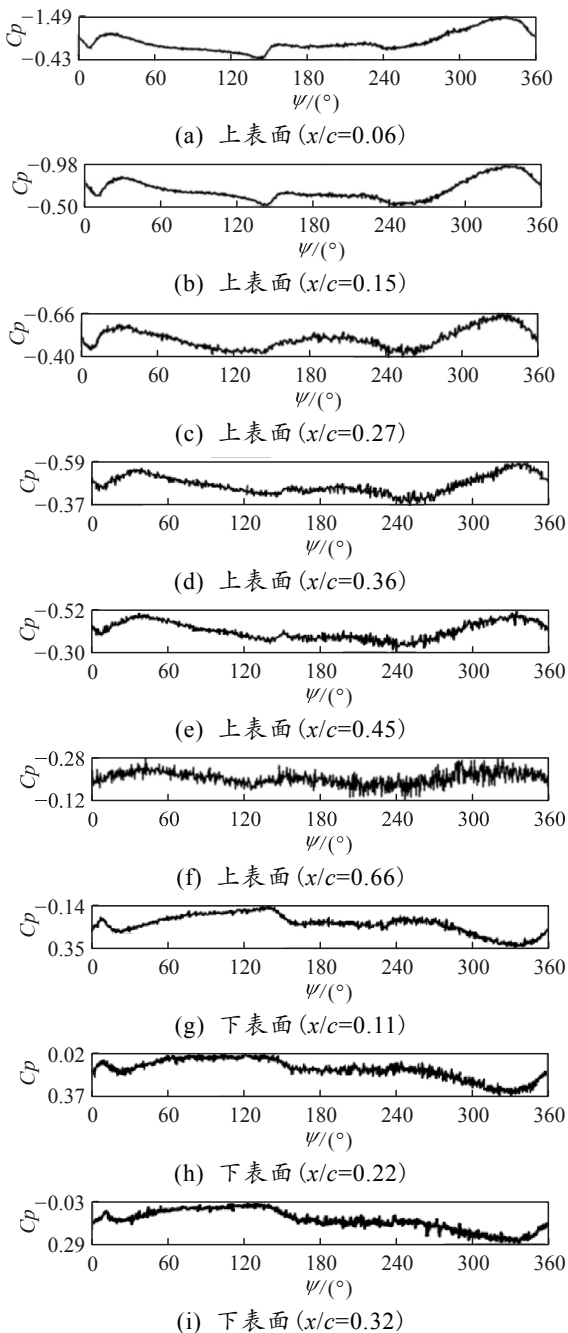 −1.49
Cp
−0.43
0 60 120 180 240 300 360
ψ/(°)
(a) 上表面(x/c=0.06)
−0.98
Cp
−0.50
0 60 120 180 240 300 360
ψ/(°)
(b) 上表面(x/c=0.15)
−0.66
Cp
−0.40
0 60 120 180 240 300 360
ψ/(°)
(c) 上表面(x/c=0.27)
−0.59
Cp
−0.37
0 60 120 180 240 300 360
ψ/(°)
(d) 上表面(x/c=0.36)
−0.52
Cp
−0.30
0 60 120 180 240 300 360
ψ/(°)
(e) 上表面(x/c=0.45)
−0.28
Cp
−0.12
0 60 120 180 240 300 360
ψ/(°)
(f) 上表面(x/c=0.66)
−0.14
Cp
0.35
0 60 120 180 240 300 360
ψ/(°)
(g) 下表面(x/c=0.11)
0.02
Cp
0.37
0 60 120 180 240 300 360
ψ/(°)
(h) 下表面(x/c=0.22)
−0.03
Cp
0.29
0 60 120 180 240 300 360
ψ/(°)
(i) 下表面(x/c=0.32)